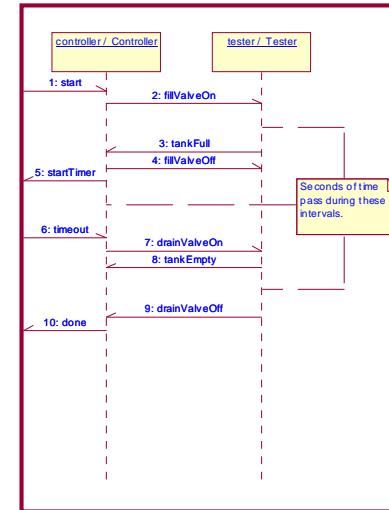 controller / Controller
tester / Tester
1: start
2: fillValveOn
3: tankFull
4: fillValveOff
5: startTimer
Seconds of time
pass during these
intervals.
6: timeout
7: drainValveOn
8: tankEmpty
9: drainValveOff
10: done